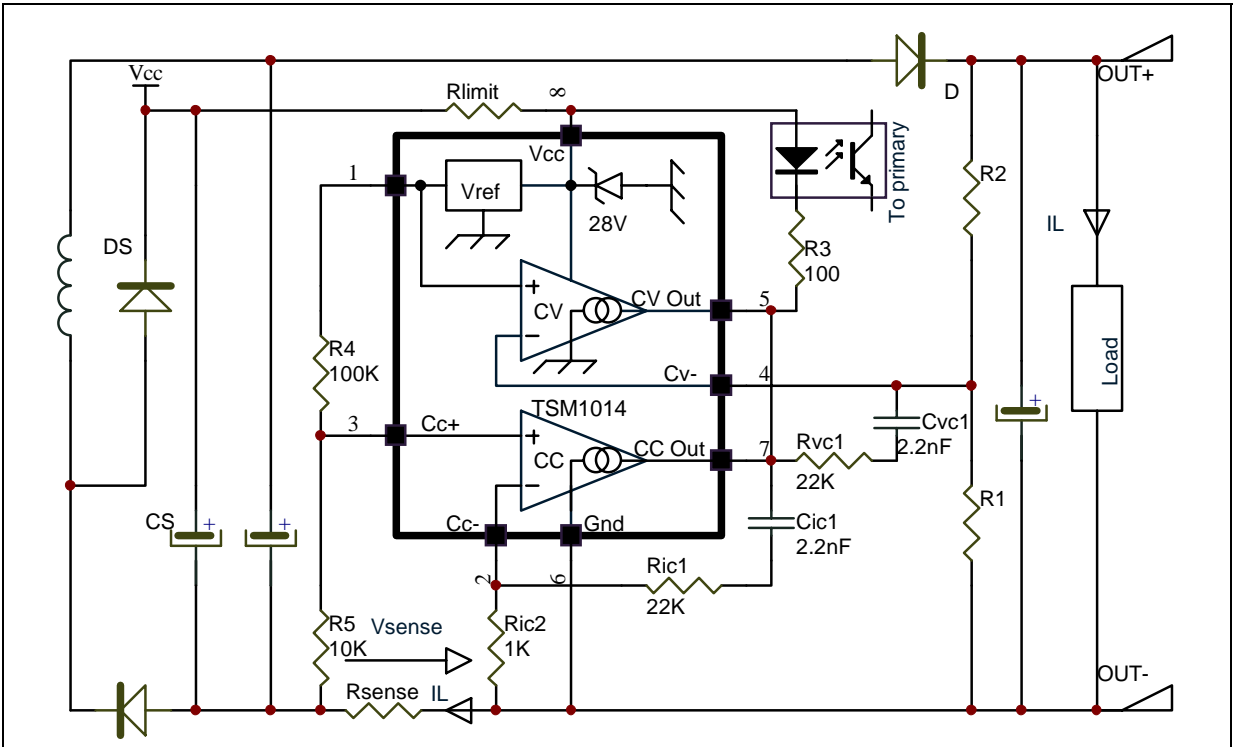 Vcc
OUT+
D
Rlimit
8
Vcc
1
Vref
28V
To primary
R2
IL
DS
+
CV
-
CV Out
5
R3
100
R4
100K
Cv-
4
Load
TSM1014
3
Cc+
+
CC
-
CC Out
7
Rvc1
22K
Cvc1
2.2nF
+
R1
CS
+
+
Cc-
Gnd
Cic1
2.2nF
2
6
Ric1
22K
R5
10K
Vsense
Ric2
1K
Rsense
IL
OUT-